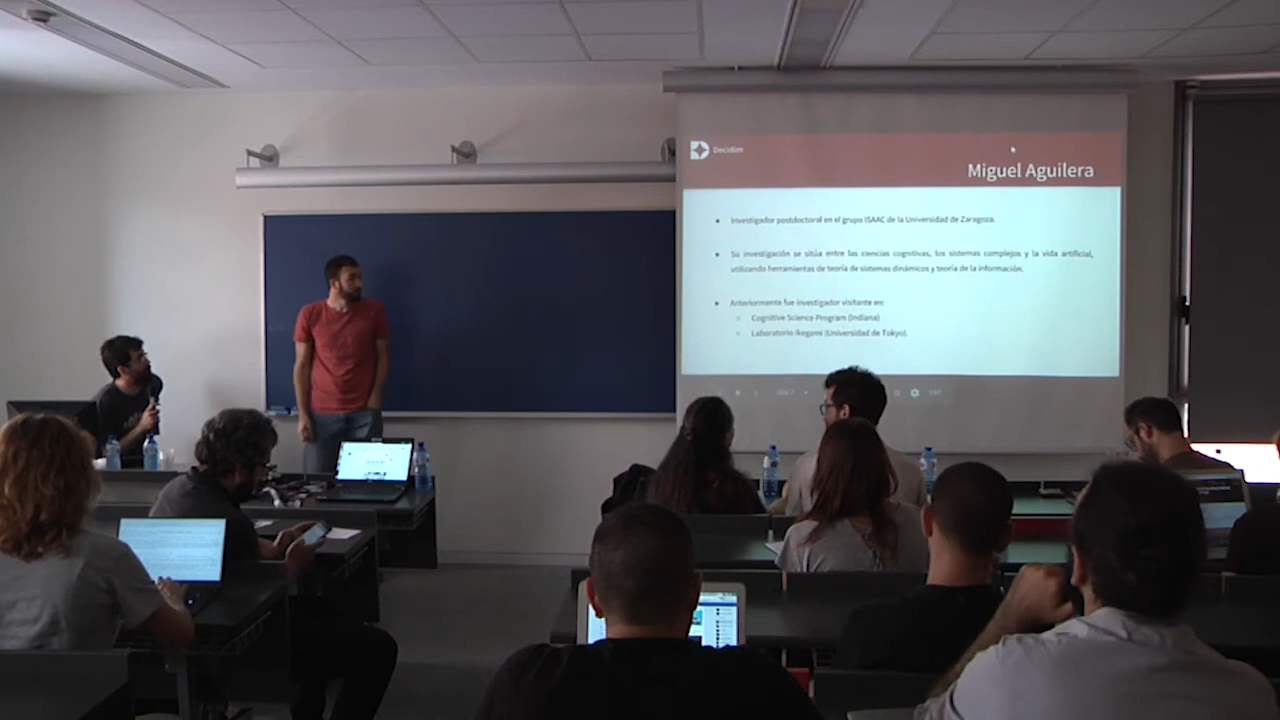 Decidim
Miguel Aguilera
Investigador postdoctoral en el grupo ISAAC de la Universidad de Zaragoza.
Su investigación se sitúa entre las ciencias cognitivas, los sistemas complejos y la vida artificial,
utilizando herramientas de teoría de sistemas dinámicos y teoría de la información.
Anteriormente fue investigador visitante en:
Cognitive Science Program (Indiana)
Laboratorio Ikegami (Universidad de Tokyo).